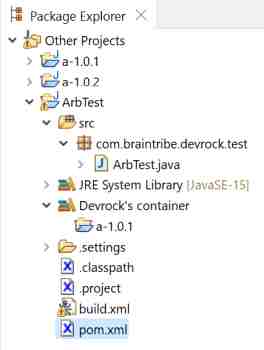 Package Explorer
Other Projects
a-1.0.1
a-1.0.2
ArbTest
src
com.braintribe.devrock.test
ArbTest.java
JRE System Library [JavaSE-15]
Devrock's container
a-1.0.1
.settings
.classpath
.project
build.xml
pom.xml